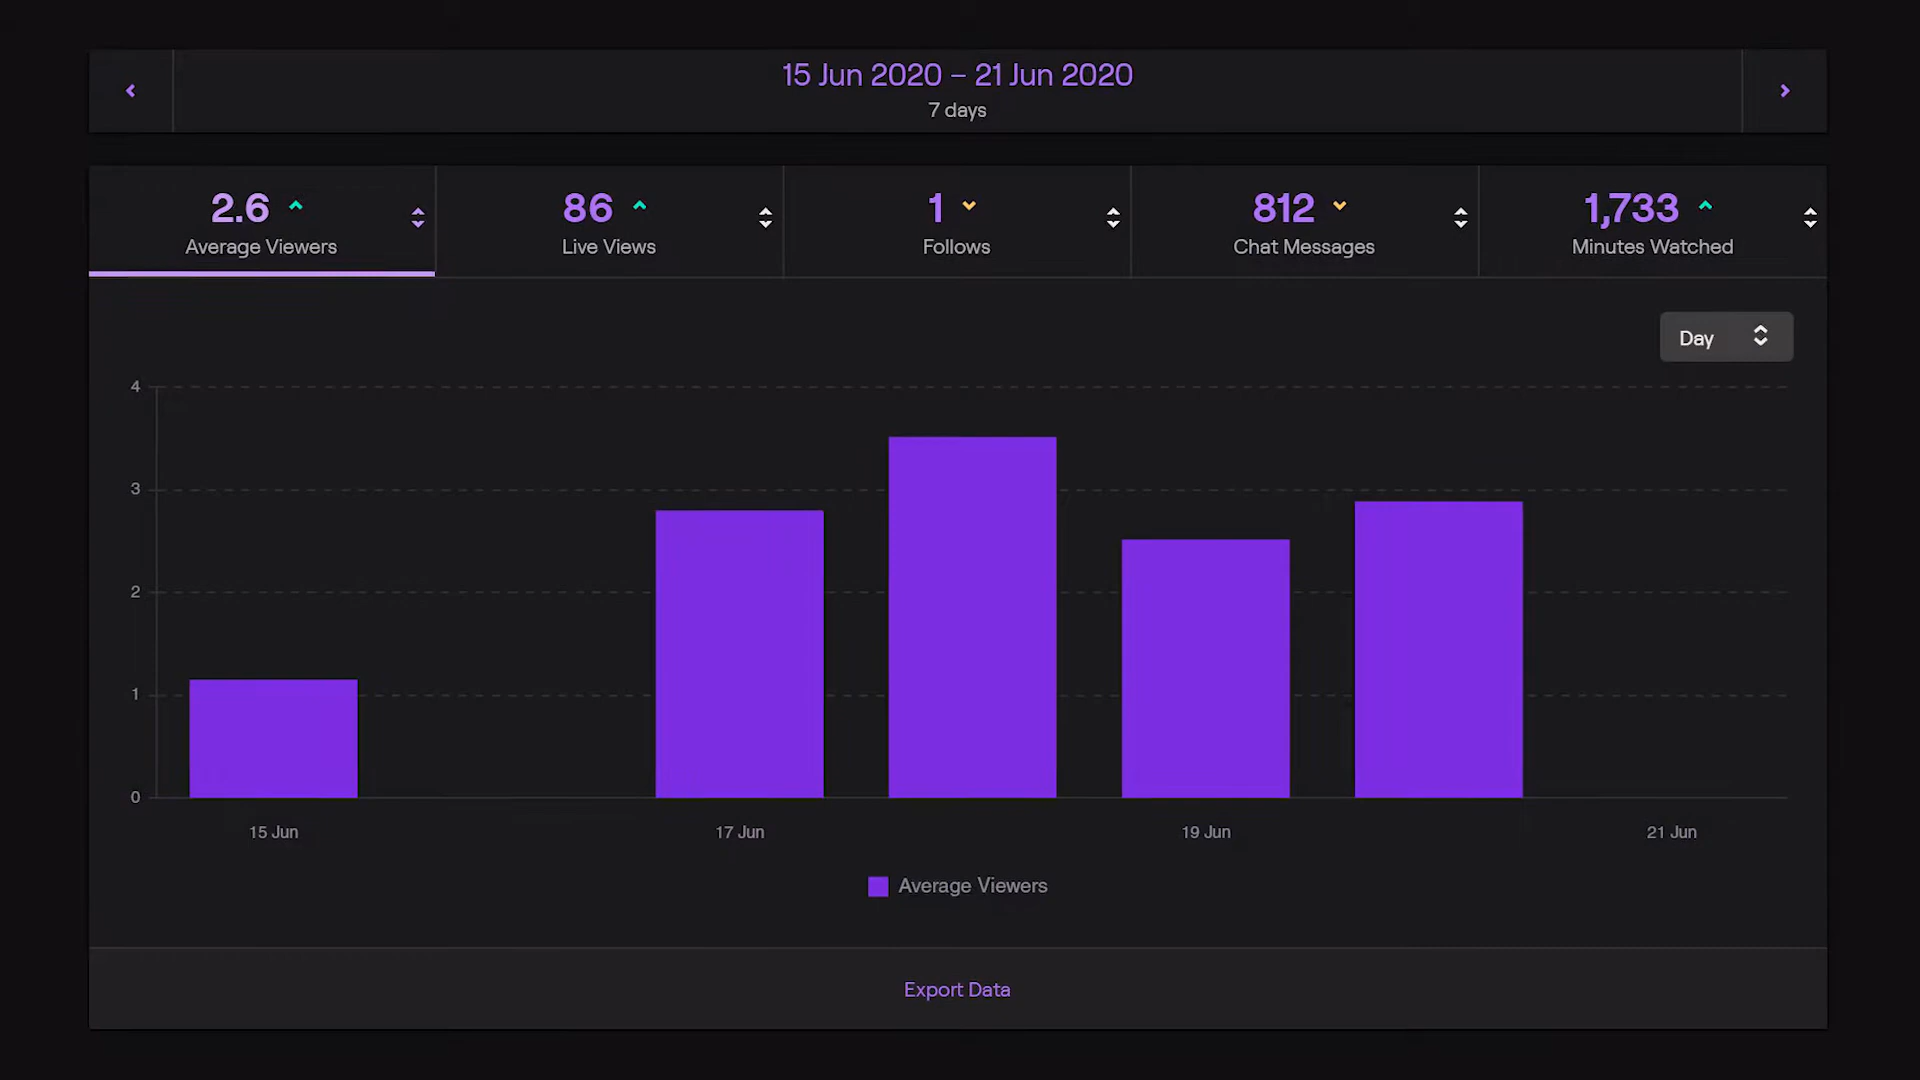 15 Jun 2020 – 21 Jun 2020
7 days
2.6
Average Viewers
86
Live Views
1
Follows
812
Chat Messages
1,733
Minutes Watched
Day
4
3
2
1
0
15 Jun
17 Jun
19 Jun
21 Jun
Average Viewers
Export Data